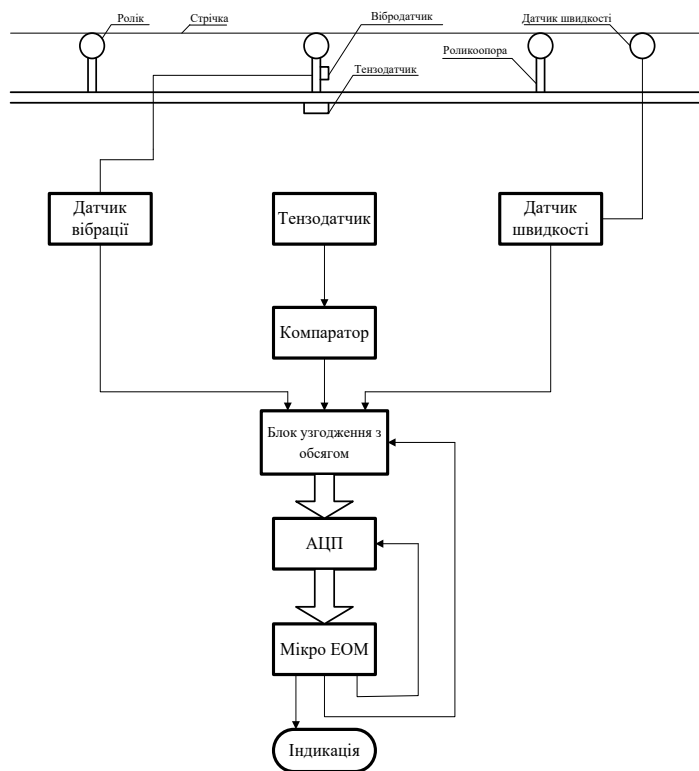 Ролік
Стрічка
Вібродатчик
Датчик швидкості
Роликоопора
Тензодатчик
Датчик
вібрації
Тензодатчик
Датчик
швидкості
Компаратор
Блок узгодження з
обсягом
АЦП
Мікро ЕОМ
Індикація